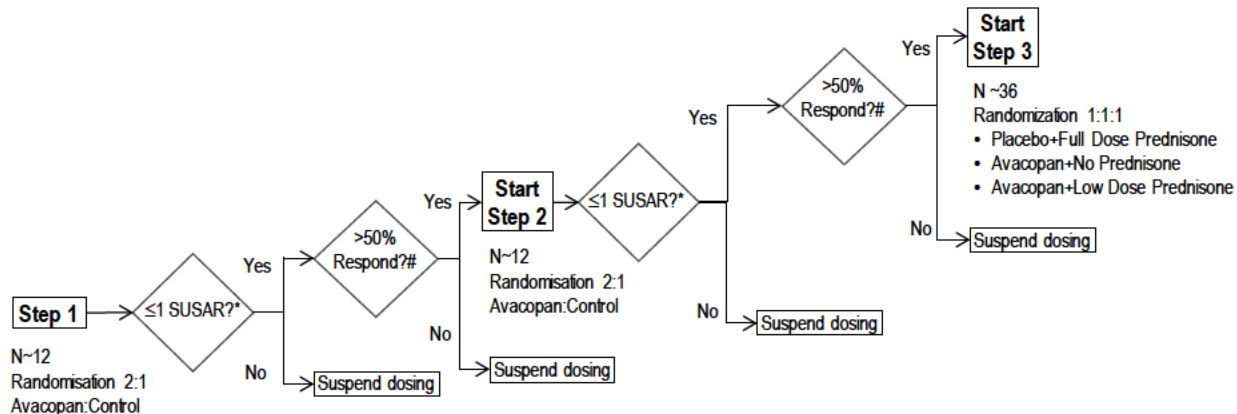 Step 1
N~12
Randomisation 2:1
Avacopan:Control
≤1 SUSAR?*
Yes
No
Suspend dosing
>50%
Respond?#
Yes
No
Suspend dosing
Start
Step 2
N~12
Randomisation 2:1
Avacopan:Control
≤1 SUSAR?*
Yes
No
Suspend dosing
>50%
Respond?#
Yes
No
Suspend dosing
Start
Step 3
N ~36
Randomization 1:1:1
• Placebo+Full Dose Prednisone
• Avacopan+No Prednisone
• Avacopan+Low Dose Prednisone